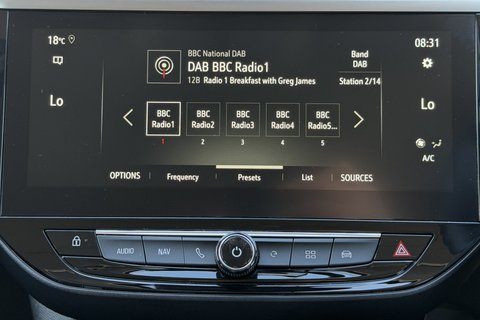 18°C
08:31
BBC National DAB
DAB BBC Radio1
12B Radio 1 Breakfast with Greg James
Band
DAB
Station 2/14
Lo
Lo
BBC
Radio1
BBC
Radio2
BBC
Radio3
BBC
Radio4
BBC
Radio5...
1
2
3
4
5
A/C
OPTIONS
Frequency
Presets
List
SOURCES
AUDIO
NAV